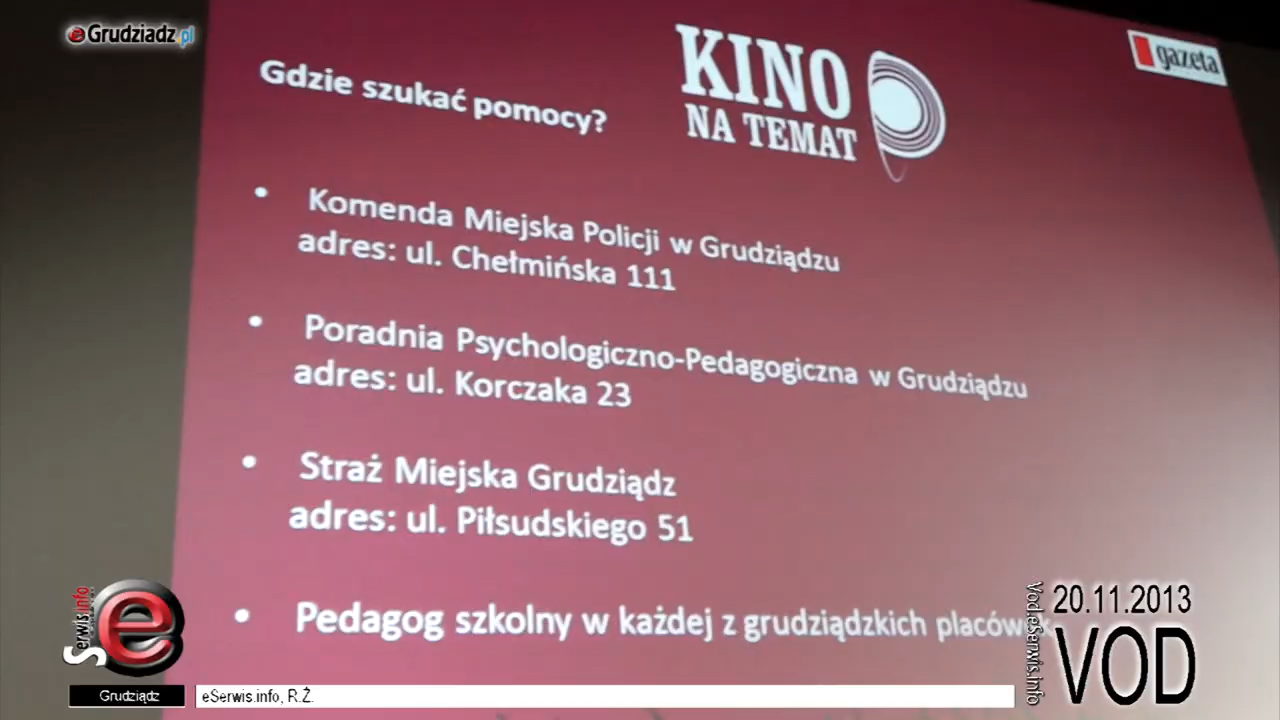 eGrudziadz.pl
KINO
NA TEMAT
gazeta
Gdzie szukać pomocy?
• Komenda Miejska Policji w Grudziądzu
adres: ul. Chełmińska 111
• Poradnia Psychologiczno-Pedagogiczna w Grudziądzu
adres: ul. Korczaka 23
• Straż Miejska Grudziądz
adres: ul. Piłsudskiego 51
• Pedagog szkolny w każdej z grudziądzkich
eSerwis.info
Grudziądz
eSerwis.info, R.Ż.
VodeSerwis.Info
20.11.2013
VOD